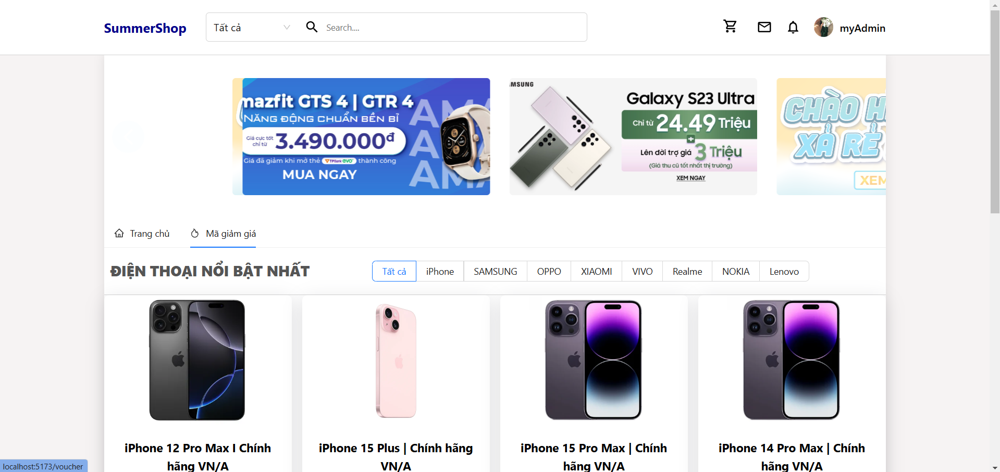 SummerShop
Tất cả
Search....
myAdmin
mazfit GTS 4 | GTR 4
NĂNG ĐỘNG CHUẨN BỀN BỈ
Giá cực tốt
chỉ từ
3.490.000đ
Giá đã giảm khi mở thẻ TPBank EVO thành công
MUA NGAY
AMA
AMA
AMA
MSUNG
Galaxy S23 Ultra
Chỉ từ 24.49 Triệu
+
Lên đời trợ giá 3 Triệu
(Giá thu cũ tốt nhất thị trường)
XEM NGAY
CHÀO H
XẢ RẺ
XEM
Trang chủ
Mã giảm giá
ĐIỆN THOẠI NỔI BẬT NHẤT
Tất cả
iPhone
SAMSUNG
OPPO
XIAOMI
VIVO
Realme
NOKIA
Lenovo
iPhone 12 Pro Max I Chính
hãng VN/A
iPhone 15 Plus | Chính hãng
VN/A
iPhone 15 Pro Max | Chính
hãng VN/A
iPhone 14 Pro Max | Chính
hãng VN/A
localhost:5173/voucher